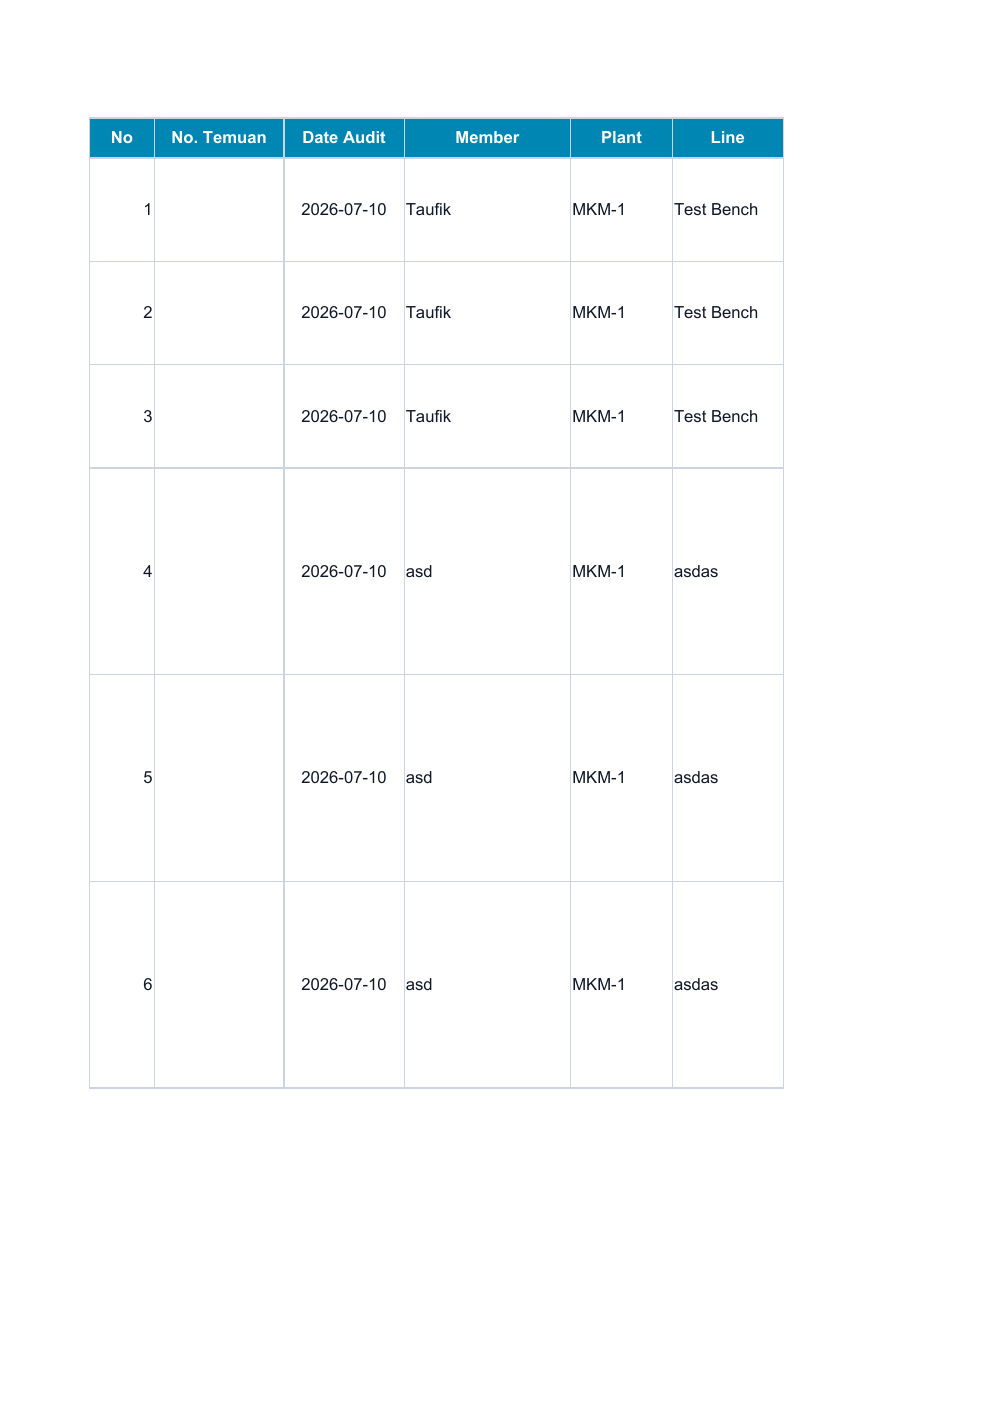 No No. Temuan Date Audit Member Plant Line
1 2026-07-10 Taufik MKM-1 Test Bench
2 2026-07-10 Taufik MKM-1 Test Bench
3 2026-07-10 Taufik MKM-1 Test Bench
4 2026-07-10 asd MKM-1 asdas
5 2026-07-10 asd MKM-1 asdas
6 2026-07-10 asd MKM-1 asdas